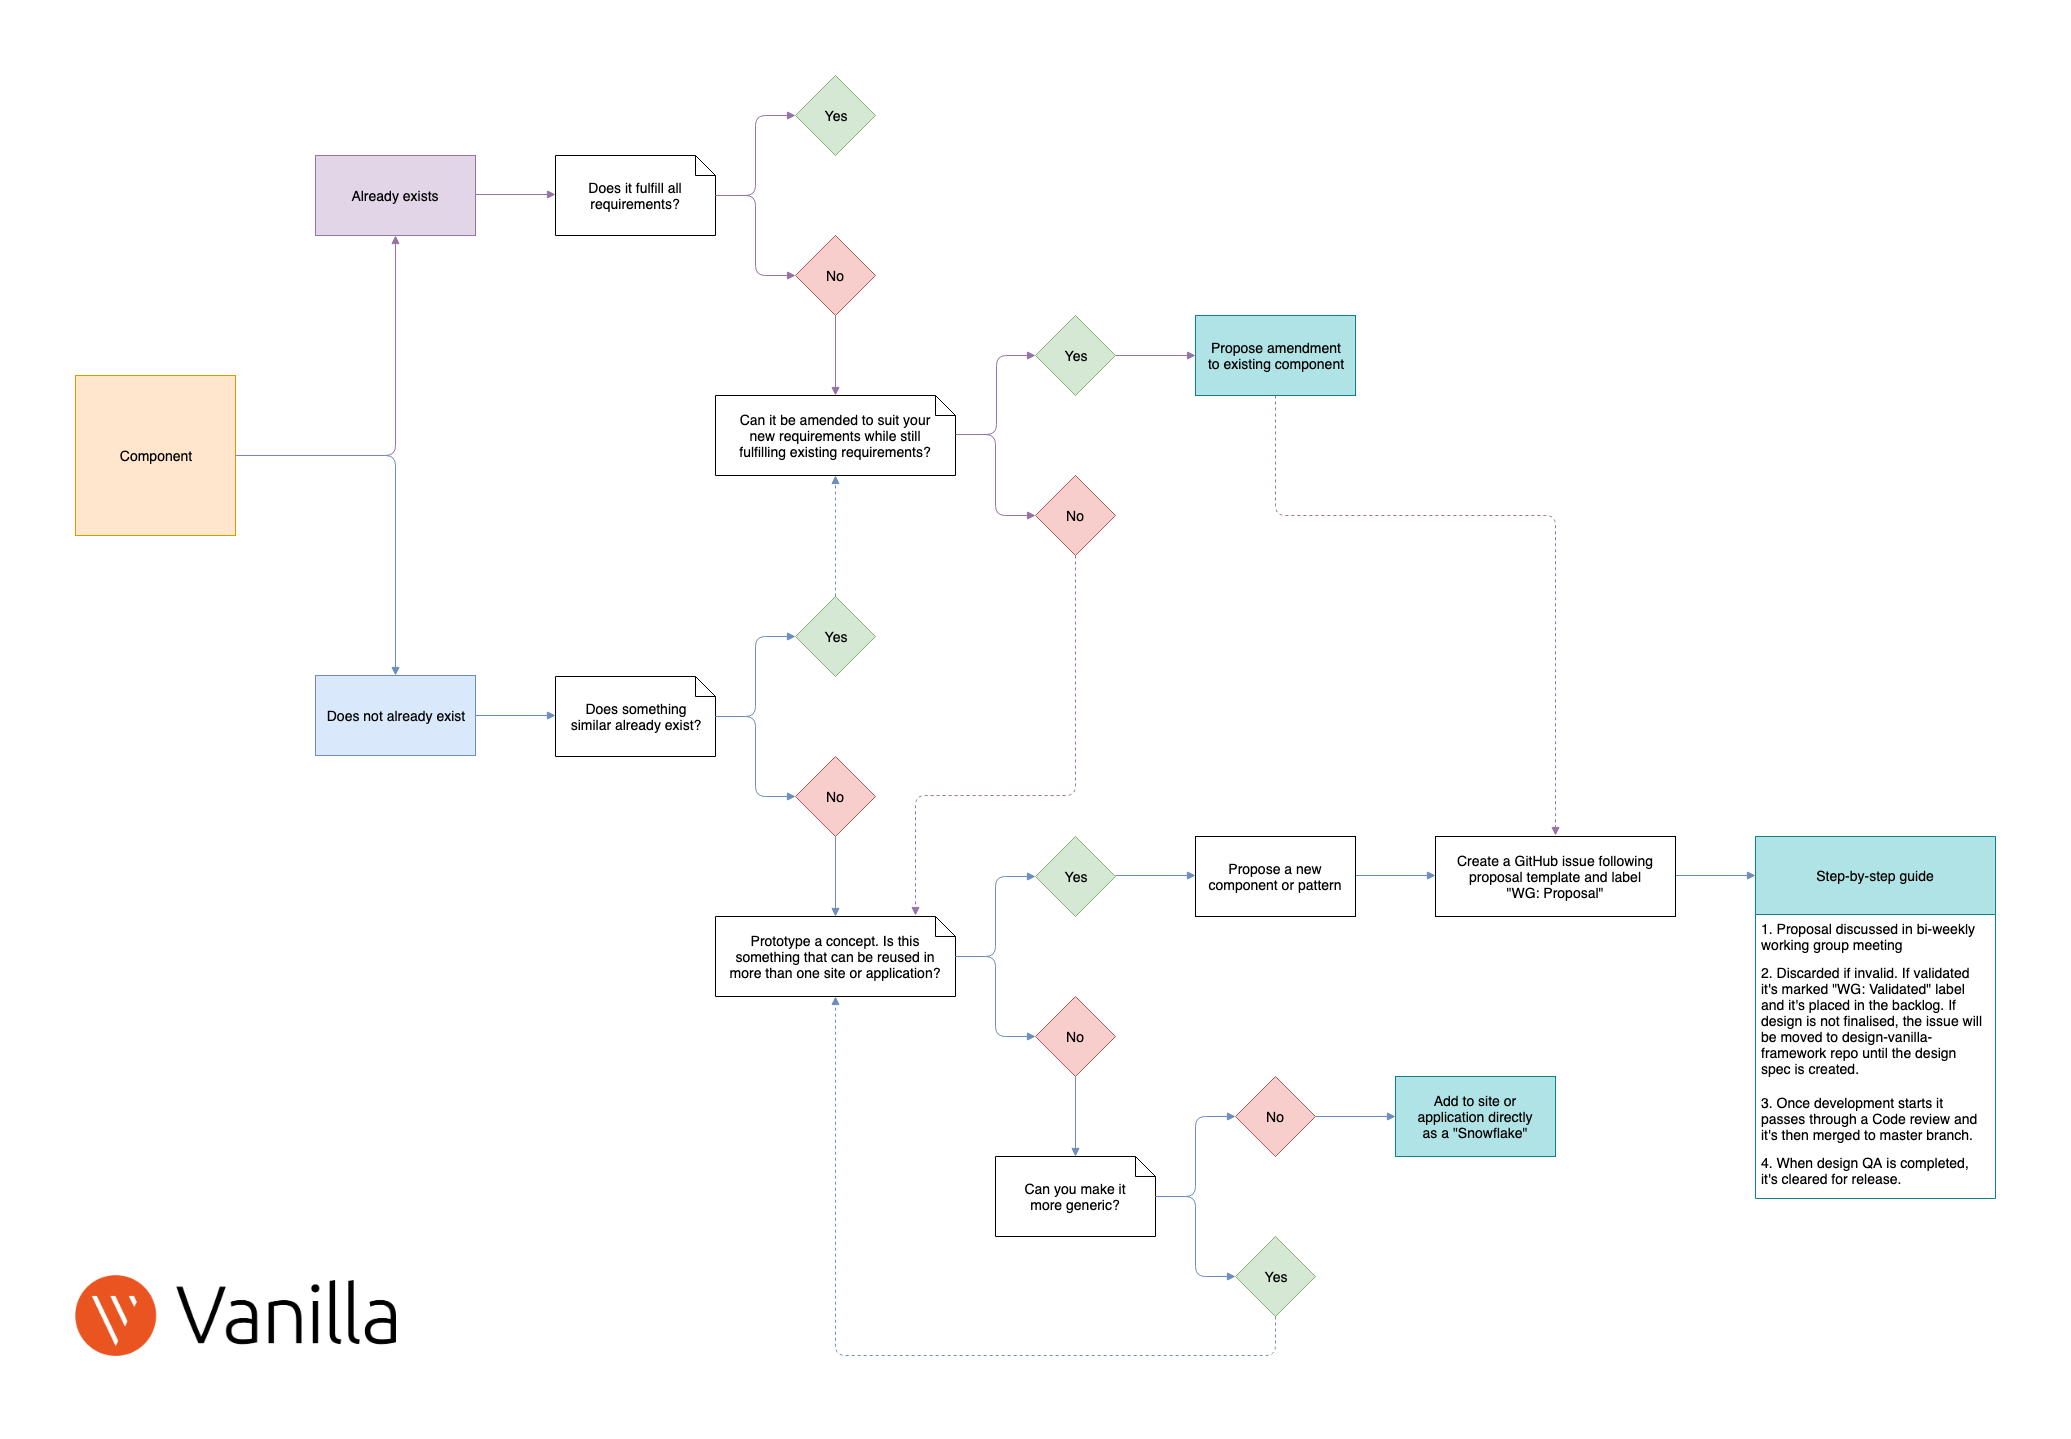 Yes
Already exists
Does it fulfill all
requirements?
No
Propose amendment
to existing component
Yes
Can it be amended to suit your
new requirements while still
fulfilling existing requirements?
Component
No
Yes
Does not already exist
Does something
similar already exist?
No
Yes
Propose a new
component or pattern
Create a GitHub issue following
proposal template and label
"WG: Proposal"
Step-by-step guide
1. Proposal discussed in bi-weekly
working group meeting
2. Discarded if invalid. If validated
it's marked "WG: Validated" label
and it's placed in the backlog. If
design is not finalised, the issue will
be moved to design-vanilla-
framework repo until the design
spec is created.
3. Once development starts it
passes through a Code review and
it's then merged to master branch.
4. When design QA is completed,
it's cleared for release.
Prototype a concept. Is this
something that can be reused in
more than one site or application?
No
No
Add to site or
application directly
as a "Snowflake"
Can you make it
more generic?
Yes
Vanilla